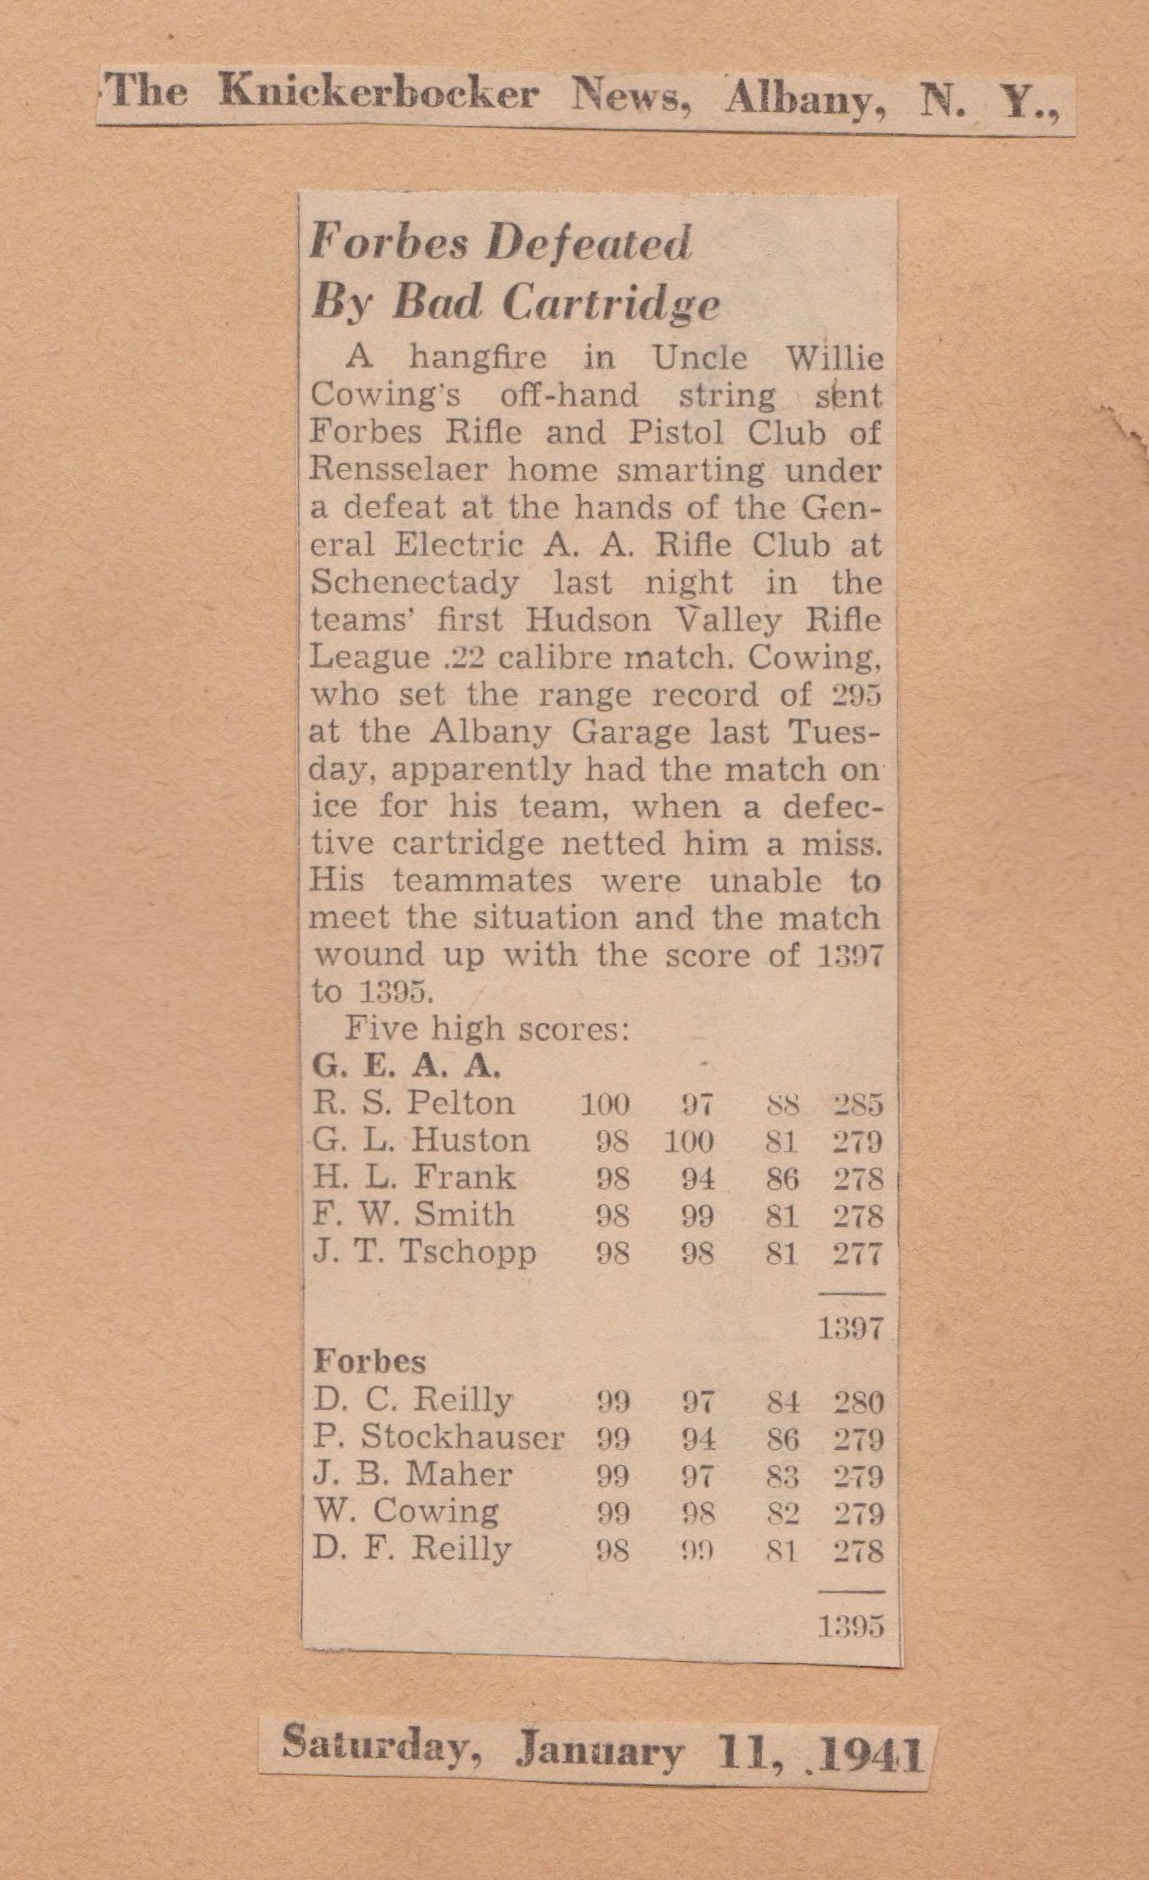 The Knickerbocker News, Albany, N. Y.,
Forbes Defeated
By Bad Cartridge
A hangfire in Uncle Willie
Cowing's off-hand string sent
Forbes Rifle and Pistol Club of
Rensselaer home smarting under
a defeat at the hands of the Gen-
eral Electric A. A. Rifle Club at
Schenectady last night in the
teams' first Hudson Valley Rifle
League .22 calibre match. Cowing,
who set the range record of 295
at the Albany Garage last Tues-
day, apparently had the match on
ice for his team, when a defec-
tive cartridge netted him a miss.
His teammates were unable to
meet the situation and the match
wound up with the score of 1397
to 1395.
Five high scores:
G. E. A. A.
R. S. Pelton 100 97 88 285
G. L. Huston 98 100 81 279
H. L. Frank 98 94 86 278
F. W. Smith 98 99 81 278
J. T. Tschopp 98 98 81 277
1397
Forbes
D. C. Reilly 99 97 84 280
P. Stockhauser 99 94 86 279
J. B. Maher 99 97 83 279
W. Cowing 99 98 82 279
D. F. Reilly 98 99 81 278
1395
Saturday, January 11, 1941